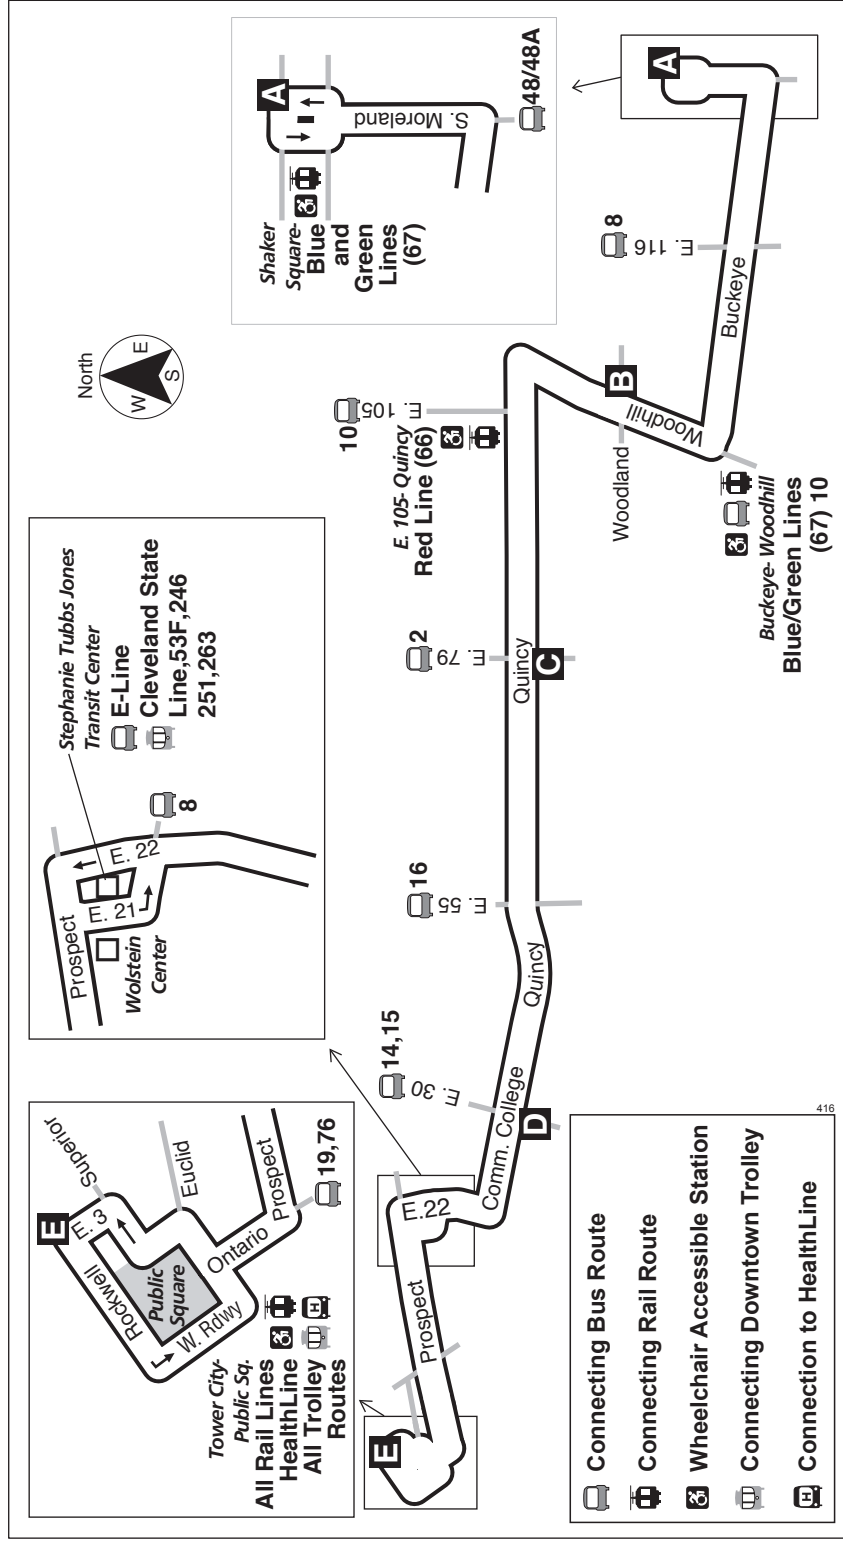 Superior
E
E. 3
Euclid
Rockwell
Public
Square
Ontario
Prospect
W. Rdwy
19,76
Tower City-
Public Sq.
All Rail Lines
HealthLine
All Trolley
Routes
H
Prospect
E. 22
E. 21
8
Wolstein
Center
Stephanie Tubbs Jones
Transit Center
E-Line
Cleveland State
Line,53F,246
251,263
North
W
E
S
Shaker
Square-
Blue
and
Green
Lines
(67)
A
S. Moreland
48/48A
E
Prospect
E.22
Comm. College
D
E. 30
14,15
Quincy
E. 55
16
Quincy
C
E. 79
2
E. 105
10
E. 105- Quincy
Red Line (66)
Woodland
B
Woodhill
Buckeye- Woodhill
Blue/Green Lines
(67) 10
Buckeye
E. 116
8
A
Connecting Bus Route
Connecting Rail Route
Wheelchair Accessible Station
Connecting Downtown Trolley
H
Connection to HealthLine
416